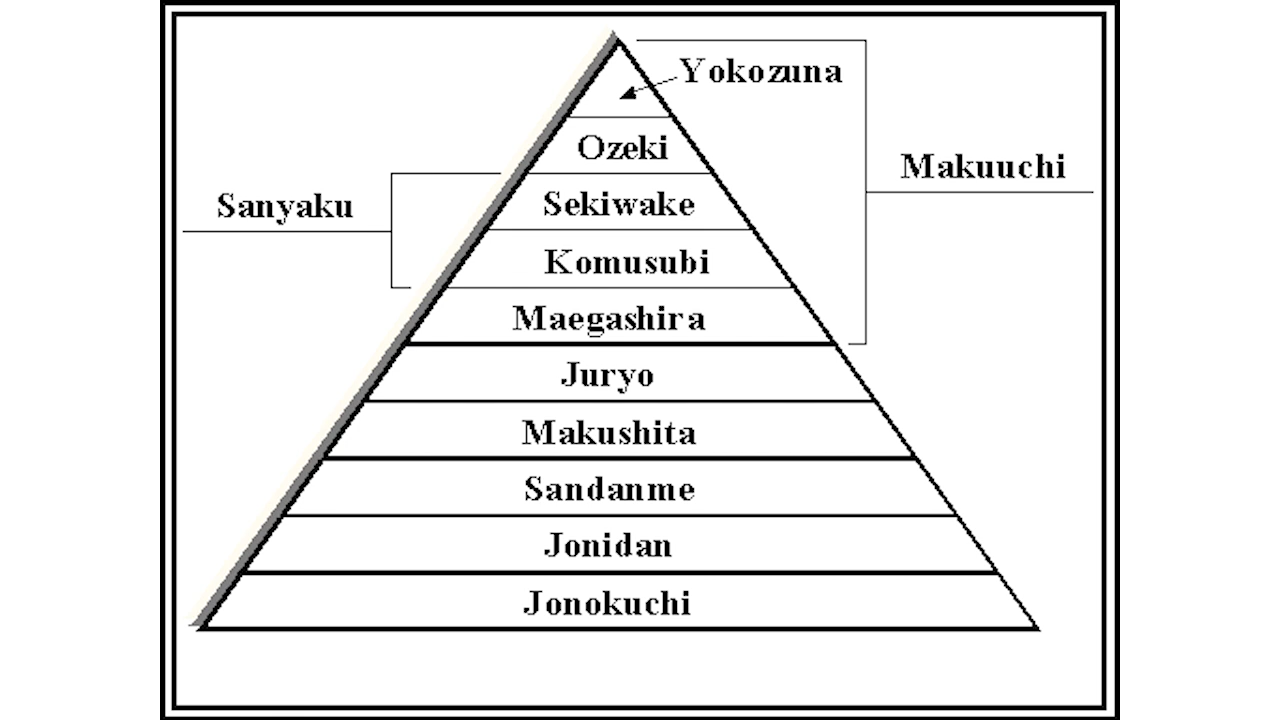 Yokozuna
Ozeki
Makuuchi
Sekiwake
Sanyaku
Komusubi
Maegashira
Juryo
Makushita
Sandanme
Jonidan
Jonokuchi